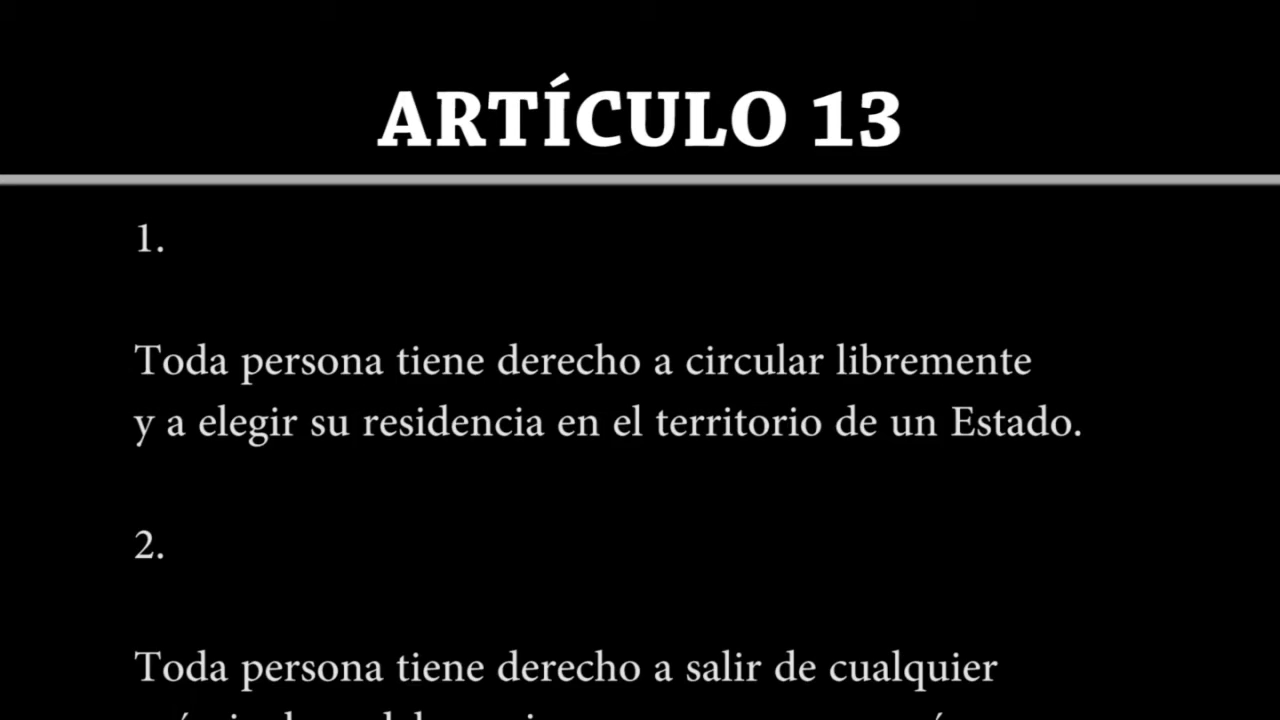 ARTÍCULO 13
1.
Toda persona tiene derecho a circular libremente
y a elegir su residencia en el territorio de un Estado.
2.
Toda persona tiene derecho a salir de cualquier